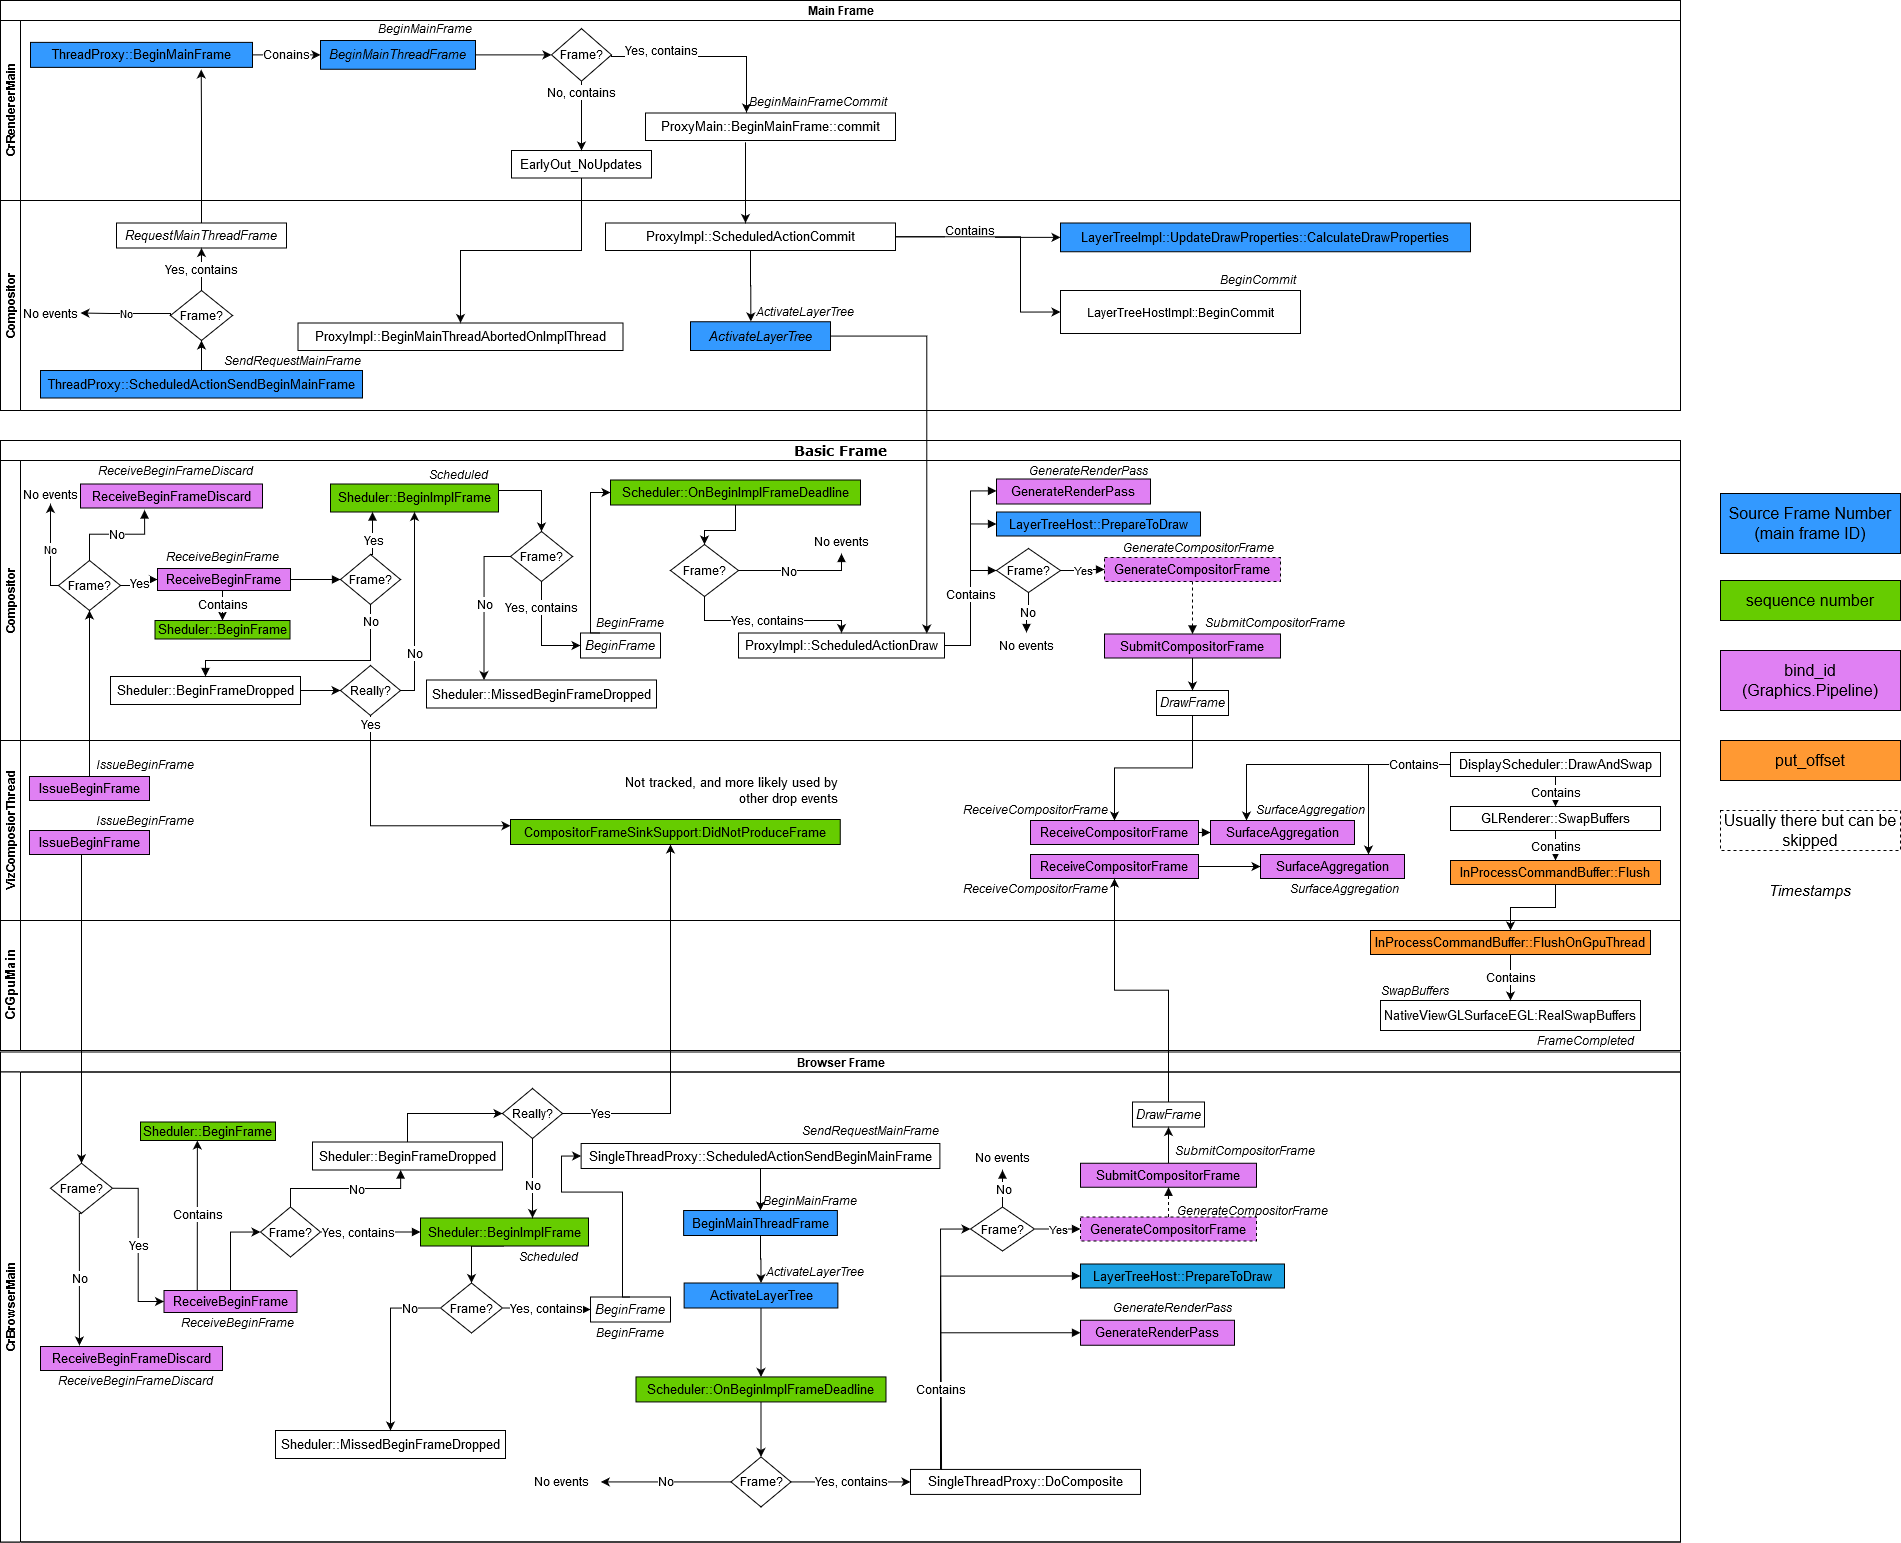 Main Frame
CrRendererMain
BeginMainFrame
ThreadProxy::BeginMainFrame
Conains
BeginMainThreadFrame
Frame?
Yes, contains
No, contains
BeginMainFrameCommit
ProxyMain::BeginMainFrame::commit
EarlyOut_NoUpdates
Compositor
RequestMainThreadFrame
Yes, contains
No events
No
Frame?
SendRequestMainFrame
ThreadProxy::ScheduledActionSendBeginMainFrame
ProxyImpl::BeginMainThreadAbortedOnImplThread
ProxyImpl::ScheduledActionCommit
Contains
LayerTreeImpl::UpdateDrawProperties::CalculateDrawProperties
BeginCommit
LayerTreeHostImpl::BeginCommit
ActivateLayerTree
ActivateLayerTree
Basic Frame
Compositor
ReceiveBeginFrameDiscard
No events
ReceiveBeginFrameDiscard
No
No
ReceiveBeginFrame
Frame?
Yes
ReceiveBeginFrame
Contains
Sheduler::BeginFrame
Scheduled
Sheduler::BeginImplFrame
Yes
Frame?
No
No
Sheduler::BeginFrameDropped
Really?
Yes
Frame?
No
Yes, contains
Sheduler::MissedBeginFrameDropped
BeginFrame
BeginFrame
Scheduler::OnBeginImplFrameDeadline
No events
Frame?
No
Yes, contains
ProxyImpl::ScheduledActionDraw
Contains
GenerateRenderPass
GenerateRenderPass
LayerTreeHost::PrepareToDraw
GenerateCompositorFrame
Frame?
Yes
GenerateCompositorFrame
No
No events
SubmitCompositorFrame
SubmitCompositorFrame
DrawFrame
VizComposiorThread
IssueBeginFrame
IssueBeginFrame
IssueBeginFrame
IssueBeginFrame
Not tracked, and more likely used by
other drop events
CompositorFrameSinkSupport:DidNotProduceFrame
ReceiveCompositorFrame
ReceiveCompositorFrame
ReceiveCompositorFrame
ReceiveCompositorFrame
SurfaceAggregation
SurfaceAggregation
SurfaceAggregation
SurfaceAggregation
Contains
DisplayScheduler::DrawAndSwap
Contains
GLRenderer::SwapBuffers
Conatins
InProcessCommandBuffer::Flush
CrGpuMain
InProcessCommandBuffer::FlushOnGpuThread
Contains
SwapBuffers
NativeViewGLSurfaceEGL:RealSwapBuffers
FrameCompleted
Browser Frame
CrBrowserMain
Sheduler::BeginFrame
Frame?
Contains
Yes
No
ReceiveBeginFrame
ReceiveBeginFrame
ReceiveBeginFrameDiscard
ReceiveBeginFrameDiscard
Frame?
No
Yes, contains
Sheduler::BeginFrameDropped
Really?
Yes
No
Sheduler::BeginImplFrame
Scheduled
No
Frame?
Yes, contains
BeginFrame
BeginFrame
Sheduler::MissedBeginFrameDropped
SendRequestMainFrame
SingleThreadProxy::ScheduledActionSendBeginMainFrame
BeginMainFrame
BeginMainThreadFrame
ActivateLayerTree
ActivateLayerTree
Scheduler::OnBeginImplFrameDeadline
No events
No
Frame?
Yes, contains
SingleThreadProxy::DoComposite
Contains
No events
No
Frame?
Yes
DrawFrame
SubmitCompositorFrame
SubmitCompositorFrame
GenerateCompositorFrame
GenerateCompositorFrame
LayerTreeHost::PrepareToDraw
GenerateRenderPass
GenerateRenderPass
Source Frame Number
(main frame ID)
sequence number
bind_id
(Graphics.Pipeline)
put_offset
Usually there but can be
skipped
Timestamps